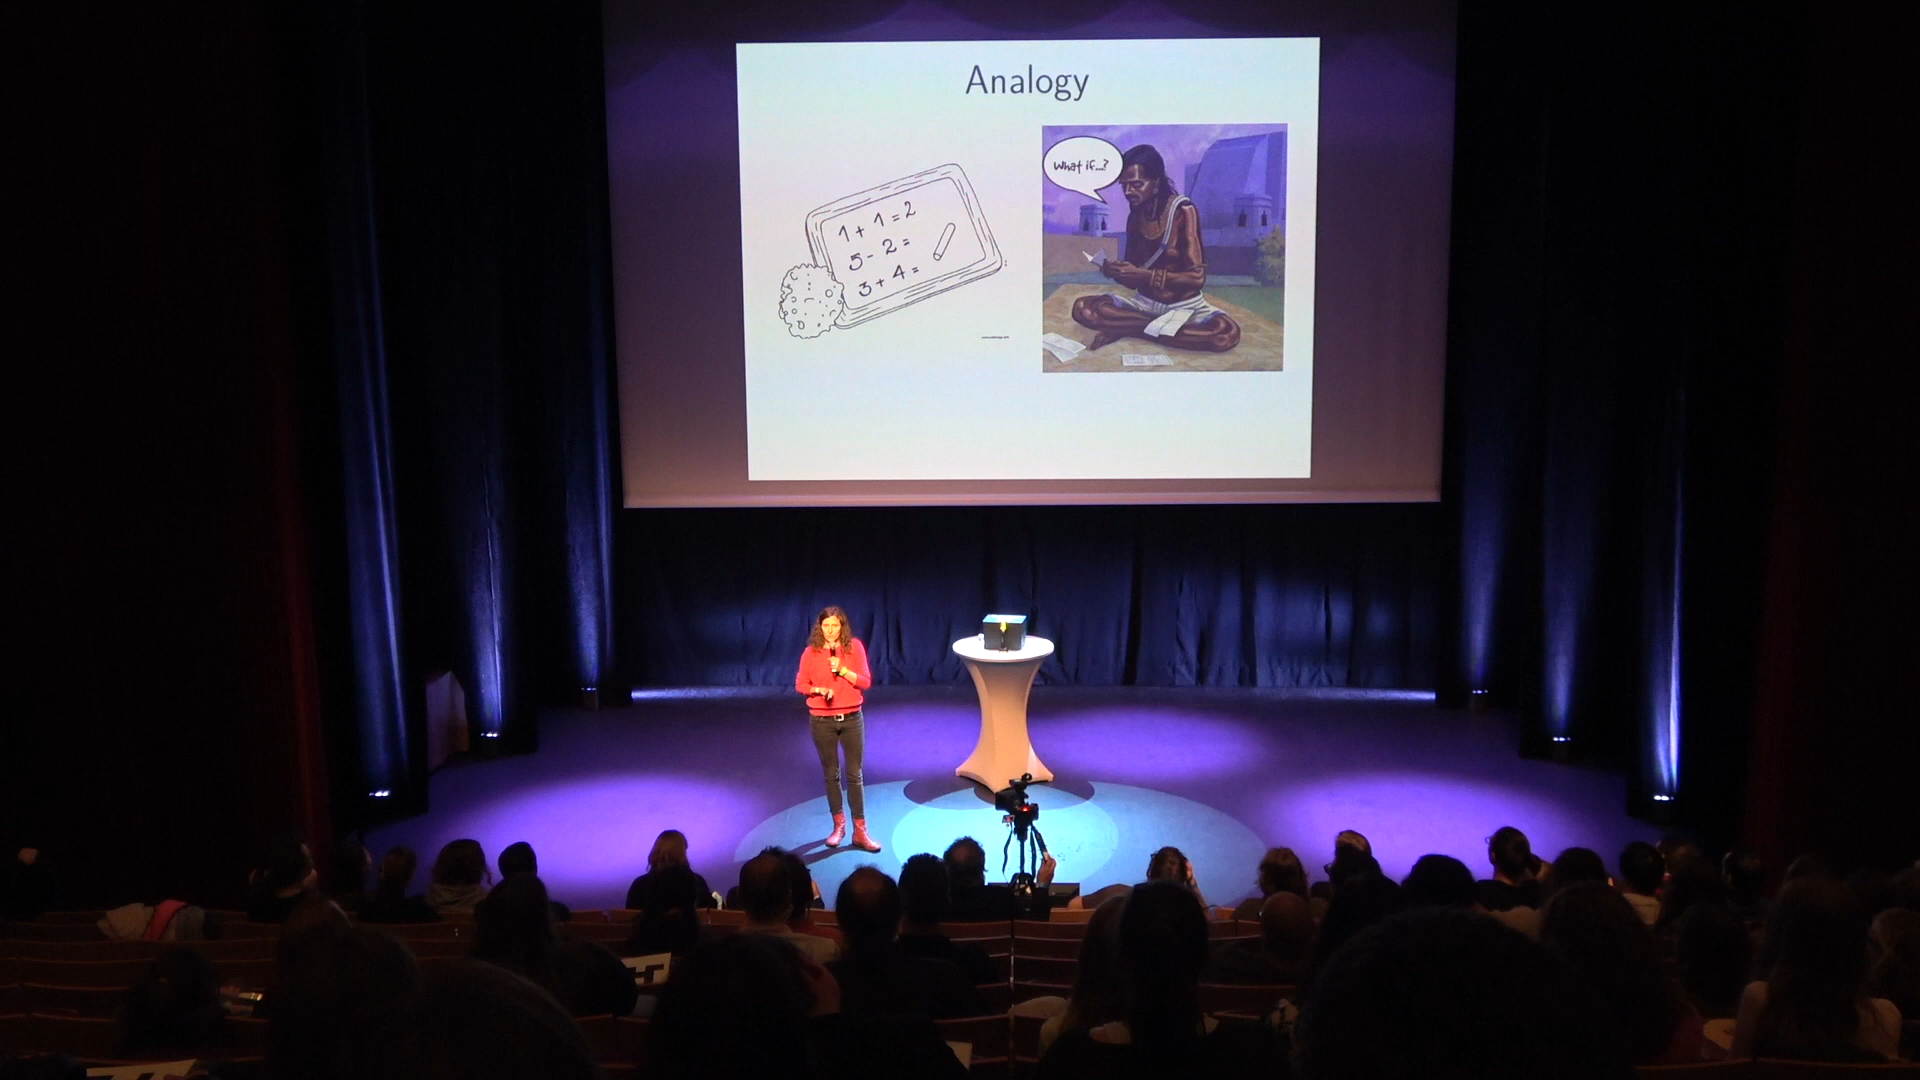 Analogy
1 + 1 = 2
5 - 2 =
3 + 4 =
What if...?